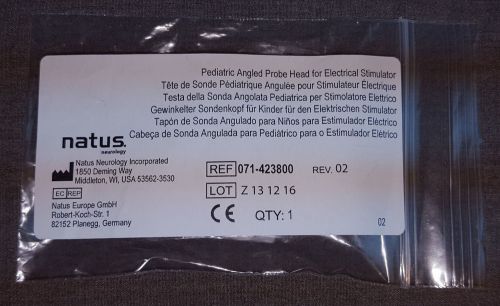 Pediatric Angled Probe Head for Electrical Stimulator
Tête de Sonde Pédiatrique Angulée pour Stimulateur Électrique
Testa della Sonda Angolata Pediatrica per Stimolatore Elettrico
Gewinkelter Sondenkopf für Kinder für den Elektrischen Stimulator
Tapón de Sonda Angulado para Niños para Estimulador Eléctrico
Cabeça de Sonda Angulada para Pediátrico para o Estimulador Elétrico
natus.
neurology
Natus Neurology Incorporated
1850 Deming Way
Middleton, WI, USA 53562-3530
EC REP
Natus Europe GmbH
Robert-Koch-Str. 1
82152 Planegg, Germany
REF 071-423800 REV. 02
LOT Z 13 12 16
CE QTY: 1
02